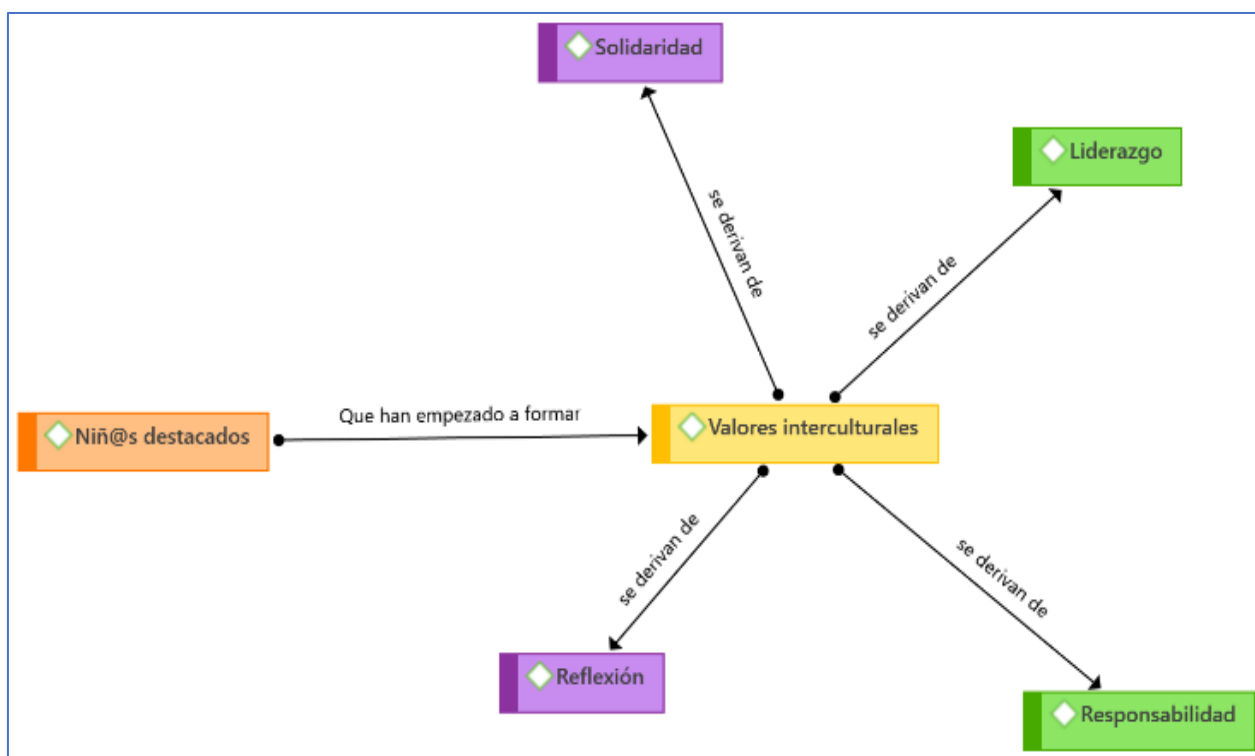 Solidaridad
Liderazgo
se derivan de
se derivan de
Niñ@s destacados
Que han empezado a formar
Valores interculturales
se derivan de
se derivan de
Reflexión
Responsabilidad